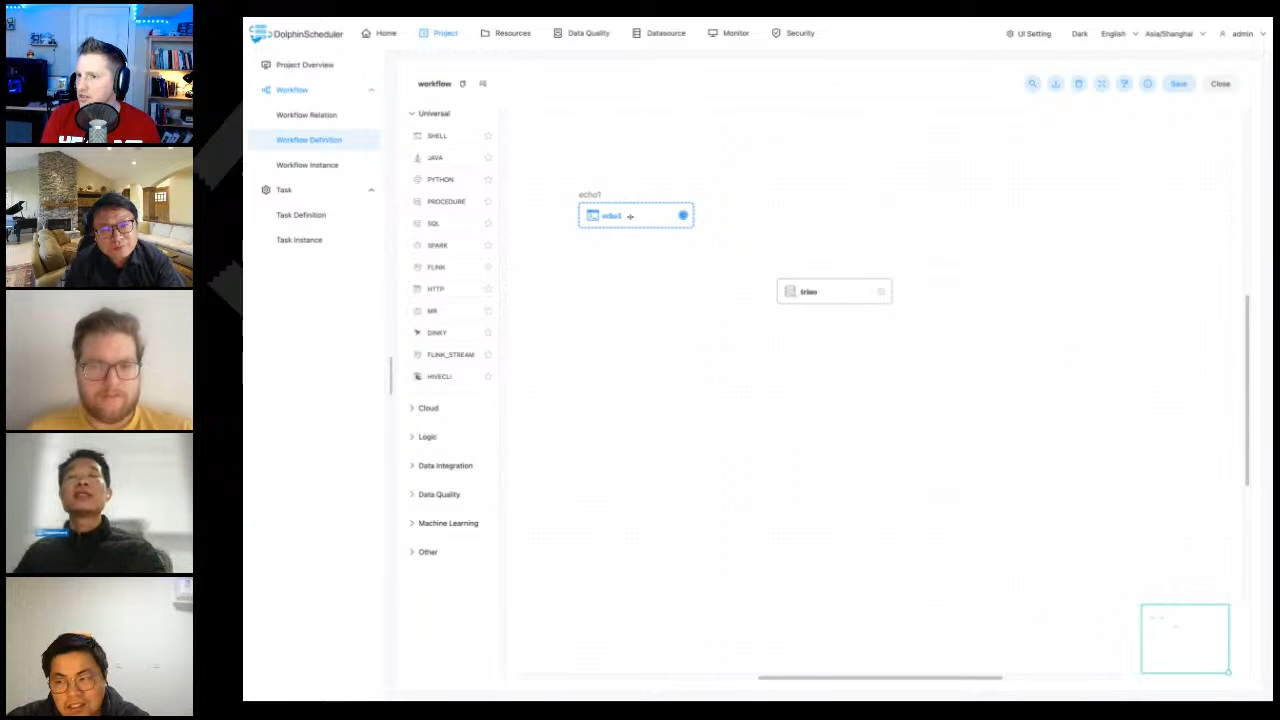 DolphinScheduler
Home
Project
Resources
Data Quality
Datasource
Monitor
Security
UI Setting
Dark
English
Asia/Shanghai
admin
Project Overview
Workflow
Workflow Relation
Workflow Definition
Workflow Instance
Task
Task Definition
Task Instance
workflow
Save
Close
Universal
SHELL
JAVA
PYTHON
PROCEDURE
SQL
SPARK
FLINK
HTTP
MR
DINKY
FLINK_STREAM
HIVECLI
Cloud
Logic
Data Integration
Data Quality
Machine Learning
Other
echo1
echo1
trino